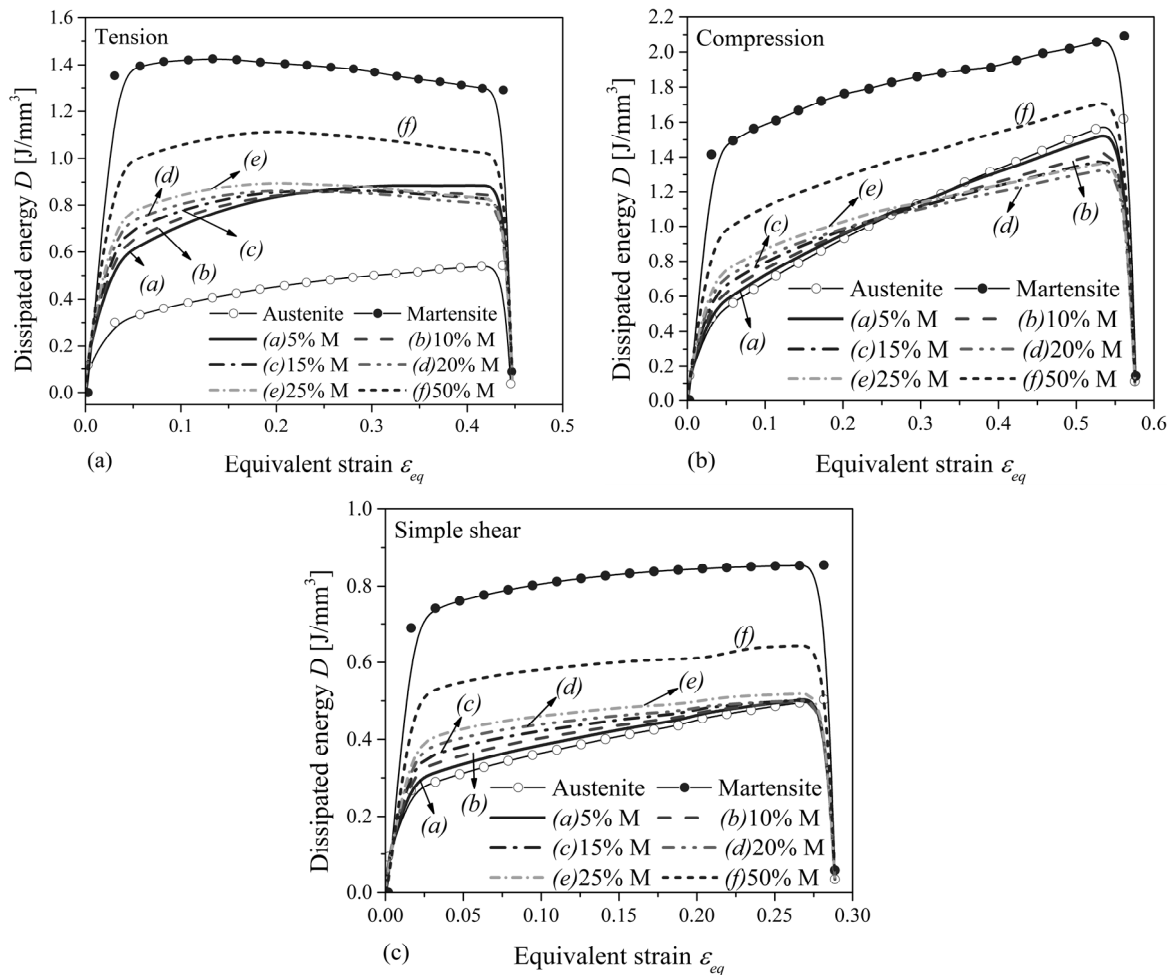 Tension
Dissipated energy D [J/mm³]
1.6
1.4
1.2
1.0
0.8
0.6
0.4
0.2
0.0
(f)
(e)
(d)
(c)
(b)
(a)
Austenite Martensite
(a)5% M (b)10% M
(c)15% M (d)20% M
(e)25% M (f)50% M
0.0 0.1 0.2 0.3 0.4 0.5
(a) Equivalent strain εeq
Compression
Dissipated energy D [J/mm³]
2.2
2.0
1.8
1.6
1.4
1.2
1.0
0.8
0.6
0.4
0.2
0.0
(f)
(e)
(c)
(b)
(d)
(a)
Austenite Martensite
(a)5% M (b)10% M
(c)15% M (d)20% M
(e)25% M (f)50% M
0.0 0.1 0.2 0.3 0.4 0.5 0.6
(b) Equivalent strain εeq
Simple shear
Dissipated energy D [J/mm³]
1.0
0.8
0.6
0.4
0.2
0.0
(f)
(e)
(d)
(c)
(b)
(a)
Austenite Martensite
(a)5% M (b)10% M
(c)15% M (d)20% M
(e)25% M (f)50% M
0.00 0.05 0.10 0.15 0.20 0.25 0.30
(c) Equivalent strain εeq